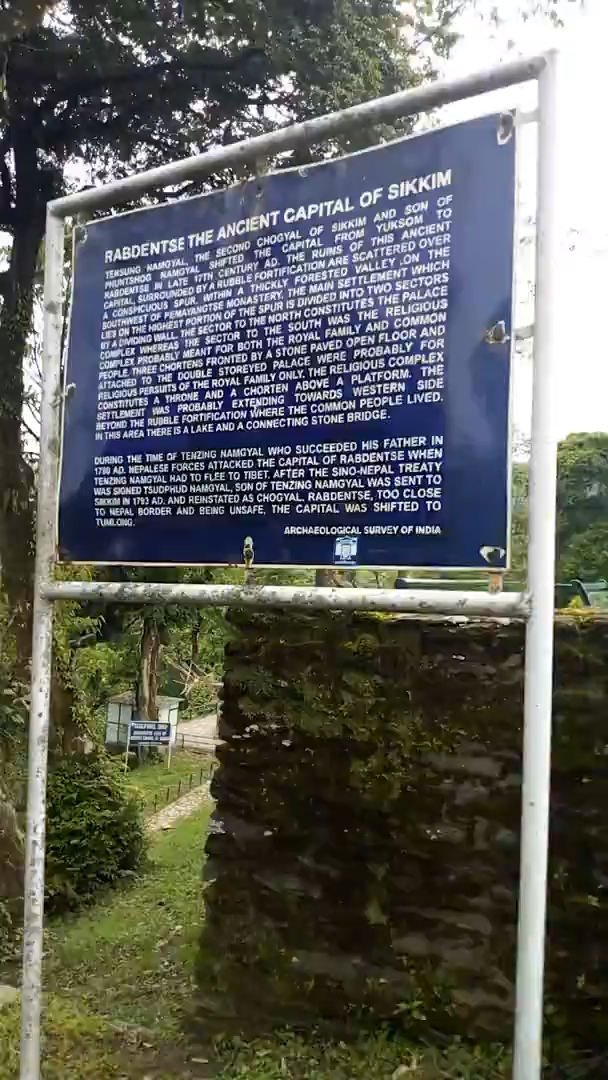 RABDENTSE THE ANCIENT CAPITAL OF SIKKIM
TENSUNG NAMGYAL, THE SECOND CHOGYAL OF SIKKIM AND SON OF
PHUNTSHOG NAMGYAL SHIFTED THE CAPITAL FROM YUKSOM TO
RABDENTSE IN LATE 17TH CENTURY AD. THE RUINS OF THIS ANCIENT
CAPITAL, SURROUNDED BY A RUBBLE FORTIFICATION ARE SCATTERED OVER
A CONSPICUOUS SPUR, WITHIN A THICKLY FORESTED VALLEY ,ON THE
SOUTHWEST OF PEMAYANGTSE MONASTERY. THE MAIN SETTLEMENT WHICH
LIES ON THE HIGHEST PORTION OF THE SPUR IS DIVIDED INTO TWO SECTORS
BY A DIVIDING WALL. THE SECTOR TO THE NORTH CONSTITUTES THE PALACE
COMPLEX WHEREAS THE SECTOR TO THE SOUTH WAS THE RELIGIOUS
COMPLEX PROBABLY MEANT FOR BOTH THE ROYAL FAMILY AND COMMON
PEOPLE. THREE CHORTENS FRONTED BY A STONE PAVED OPEN FLOOR AND
ATTACHED TO THE DOUBLE STOREYED PALACE WERE PROBABLY FOR
RELIGIOUS PERSUITS OF THE ROYAL FAMILY ONLY. THE RELIGIOUS COMPLEX
CONSTITUTES A THRONE AND A CHORTEN ABOVE A PLATFORM. THE
SETTLEMENT WAS PROBABLY EXTENDING TOWARDS WESTERN SIDE
BEYOND THE RUBBLE FORTIFICATION WHERE THE COMMON PEOPLE LIVED.
IN THIS AREA THERE IS A LAKE AND A CONNECTING STONE BRIDGE.
DURING THE TIME OF TENZING NAMGYAL WHO SUCCEEDED HIS FATHER IN
1780 AD. NEPALESE FORCES ATTACKED THE CAPITAL OF RABDENTSE WHEN
TENZING NAMGYAL HAD TO FLEE TO TIBET. AFTER THE SINO-NEPAL TREATY
WAS SIGNED TSUDPHUD NAMGYAL, SON OF TENZING NAMGYAL WAS SENT TO
SIKKIM IN 1793 AD. AND REINSTATED AS CHOGYAL. RABDENTSE, TOO CLOSE
TO NEPAL BORDER AND BEING UNSAFE, THE CAPITAL WAS SHIFTED TO
TUMLONG.
ARCHAEOLOGICAL SURVEY OF INDIA